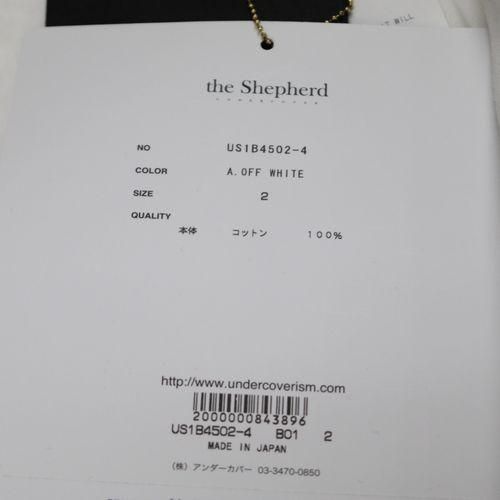 T WILL
the Shepherd
UNDERCOVER
NO US1B4502-4
COLOR A.OFF WHITE
SIZE 2
QUALITY
本体 コットン 100%
http://www.undercoverism.com
2000000843896
US1B4502-4 B01 2
MADE IN JAPAN
(株) アンダーカバー 03-3470-0850